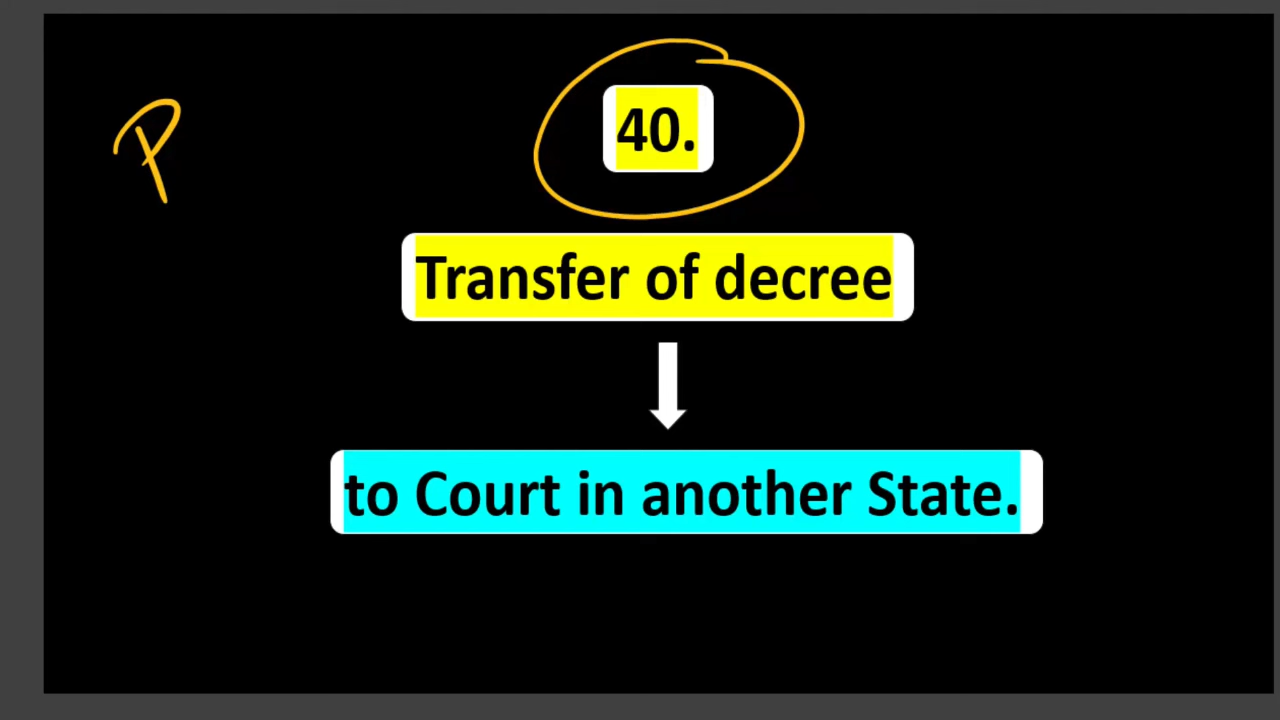 P
40.
Transfer of decree
to Court in another State.